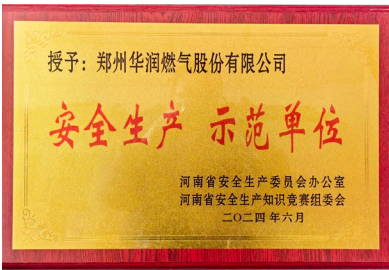 授予：郑州华润燃气股份有限公司
安全生产 示范单位
河南省安全生产委员会办公室
河南省安全生产知识竞赛组委会
二〇二四年六月